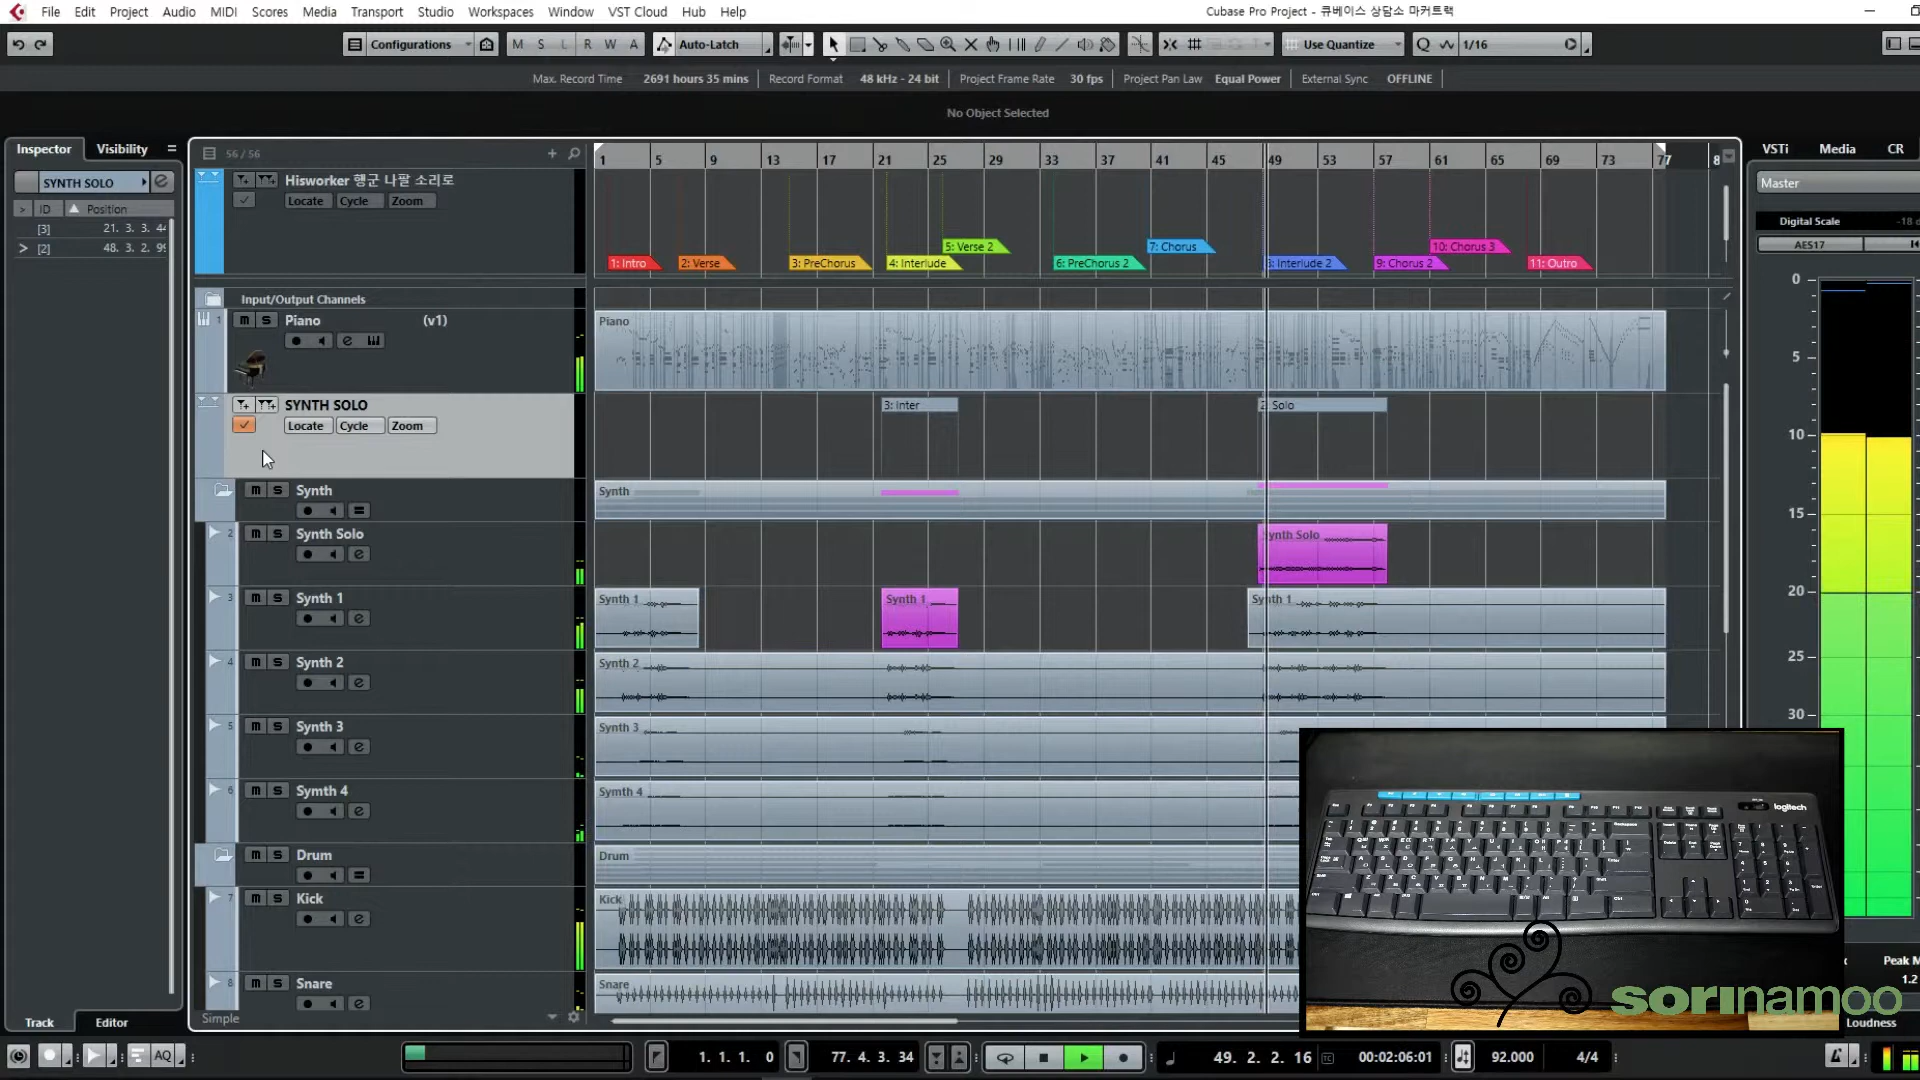 File Edit Project Audio MIDI Scores Media Transport Studio Workspaces Window VST Cloud Hub Help
Cubase Pro Project - 큐베이스 상담소 마커트랙
Configurations M S L R W A Auto-Latch Use Quantize Q 1/16
Max. Record Time 2691 hours 35 mins Record Format 48 kHz - 24 bit Project Frame Rate 30 fps Project Pan Law Equal Power External Sync OFFLINE
No Object Selected
Inspector Visibility
56 / 56
1 5 9 13 17 21 25 29 33 37 41 45 49 53 57 61 65 69 73 77 8
VSTi Media CR
SYNTH SOLO
ID Position
[3] 21. 3. 3. 44
[2] 48. 3. 2. 99
Hisworker 행군 나팔 소리로
Locate Cycle Zoom
5: Verse 2 7: Chorus 10: Chorus 3
1: Intro 2: Verse 3: PreChorus 4: Interlude 6: PreChorus 2 8: Interlude 2 9: Chorus 2 11: Outro
Master
Digital Scale -18 d
AES17
Input/Output Channels
1 m S Piano (v1)
Piano
SYNTH SOLO
Locate Cycle Zoom
3: Inter 2: Solo
m S Synth
Synth
2 m S Synth Solo
Synth Solo
3 m S Synth 1
Synth 1 Synth 1 Synth 1
4 m S Synth 2
Synth 2
5 m S Synth 3
Synth 3
6 m S Symth 4
Symth 4
m S Drum
Drum
7 m S Kick
Kick
8 m S Snare
Snare
Simple
0
5
10
15
20
25
30
logitech
sorinamoo
Peak M
1.2
Loudness
Track Editor
AQ 1. 1. 1. 0 77. 4. 3. 34 49. 2. 2. 16 00:02:06:01 92.000 4/4